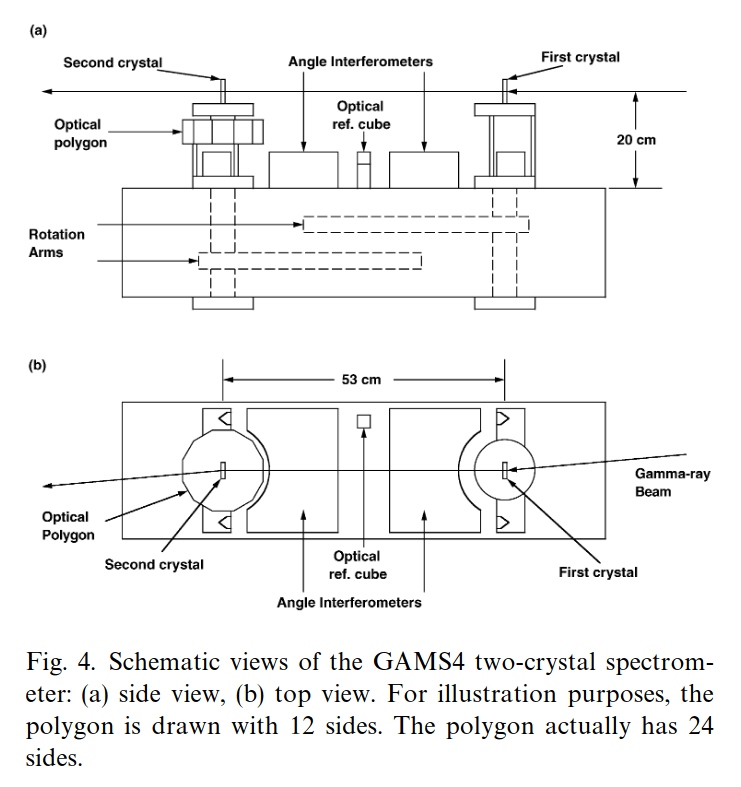 (a)
Second crystal
Angle Interferometers
First crystal
Optical
polygon
Optical
ref. cube
20 cm
Rotation
Arms
(b)
53 cm
Gamma-ray
Beam
Optical
Polygon
Second crystal
Optical
ref. cube
First crystal
Angle Interferometers
Fig. 4. Schematic views of the GAMS4 two-crystal spectrom-
eter: (a) side view, (b) top view. For illustration purposes, the
polygon is drawn with 12 sides. The polygon actually has 24
sides.